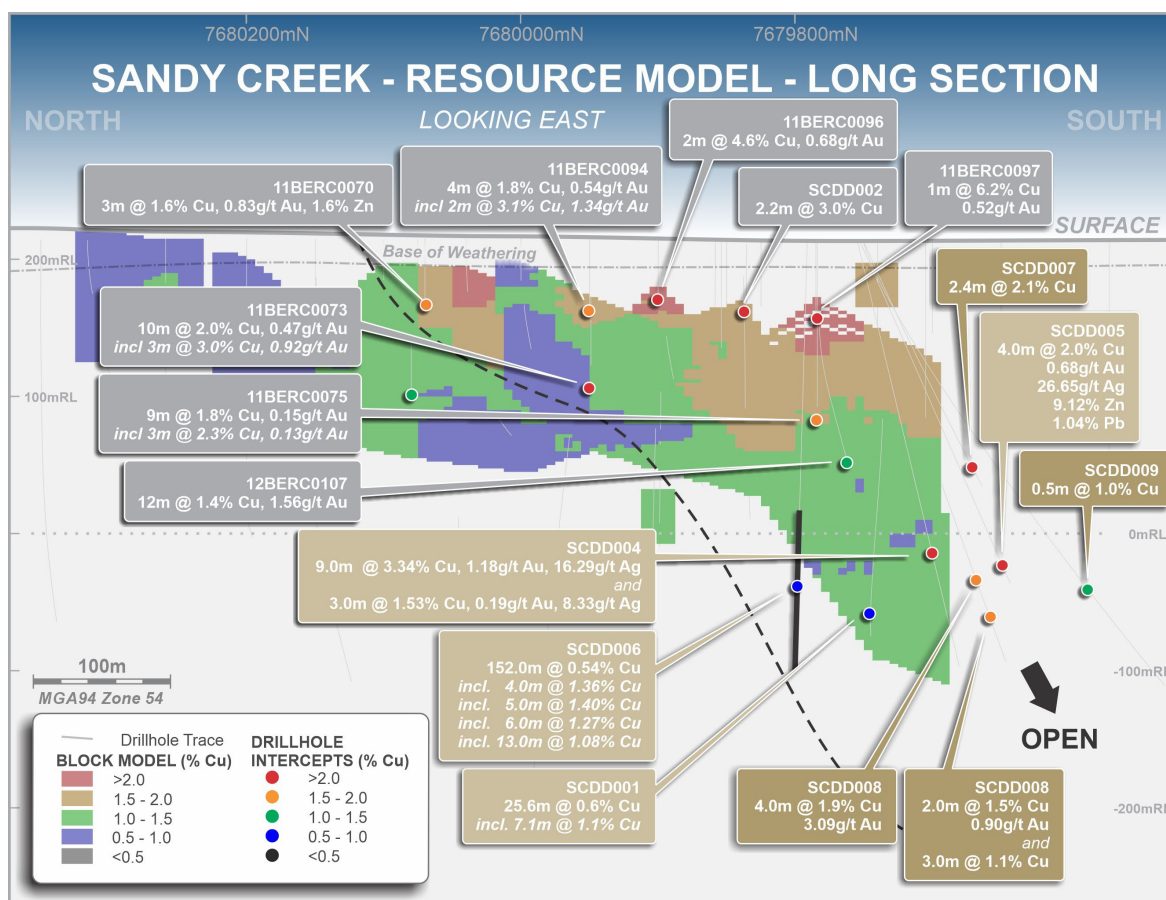 7680200mN
7680000mN
7679800mN
SANDY CREEK - RESOURCE MODEL - LONG SECTION
NORTH
LOOKING EAST
SOUTH
11BERC0096
2m @ 4.6% Cu, 0.68g/t Au
11BERC0094
4m @ 1.8% Cu, 0.54g/t Au
incl 2m @ 3.1% Cu, 1.34g/t Au
11BERC0097
1m @ 6.2% Cu
0.52g/t Au
11BERC0070
3m @ 1.6% Cu, 0.83g/t Au, 1.6% Zn
SCDD002
2.2m @ 3.0% Cu
SURFACE
Base of Weathering
200mRL
200mRL
SCDD007
2.4m @ 2.1% Cu
11BERC0073
10m @ 2.0% Cu, 0.47g/t Au
incl 3m @ 3.0% Cu, 0.92g/t Au
SCDD005
4.0m @ 2.0% Cu
0.68g/t Au
26.65g/t Ag
9.12% Zn
1.04% Pb
100mRL
100mRL
11BERC0075
9m @ 1.8% Cu, 0.15g/t Au
incl 3m @ 2.3% Cu, 0.13g/t Au
SCDD009
0.5m @ 1.0% Cu
12BERC0107
12m @ 1.4% Cu, 1.56g/t Au
0mRL
SCDD004
9.0m @ 3.34% Cu, 1.18g/t Au, 16.29g/t Ag
and
3.0m @ 1.53% Cu, 0.19g/t Au, 8.33g/t Ag
SCDD006
152.0m @ 0.54% Cu
incl. 4.0m @ 1.36% Cu
incl. 5.0m @ 1.40% Cu
incl. 6.0m @ 1.27% Cu
incl. 13.0m @ 1.08% Cu
100m
MGA94 Zone 54
-100mRL
OPEN
SCDD001
25.6m @ 0.6% Cu
incl. 7.1m @ 1.1% Cu
SCDD008
4.0m @ 1.9% Cu
3.09g/t Au
SCDD008
2.0m @ 1.5% Cu
0.90g/t Au
and
3.0m @ 1.1% Cu
-200mRL
Drillhole Trace
BLOCK MODEL (% Cu)
>2.0
1.5 - 2.0
1.0 - 1.5
0.5 - 1.0
<0.5
DRILLHOLE
INTERCEPTS (% Cu)
>2.0
1.5 - 2.0
1.0 - 1.5
0.5 - 1.0
<0.5